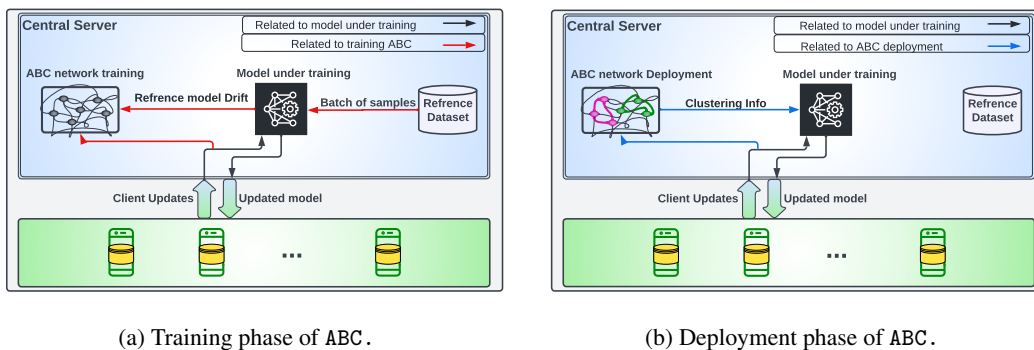 Central Server
Related to model under training
Related to training ABC
ABC network training
Model under training
Refrence model Drift
Batch of samples
Refrence
Dataset
Client Updates
Updated model
...
(a) Training phase of ABC.
Central Server
Related to model under training
Related to ABC deployment
ABC network Deployment
Model under training
Clustering Info
Refrence
Dataset
Client Updates
Updated model
...
(b) Deployment phase of ABC.